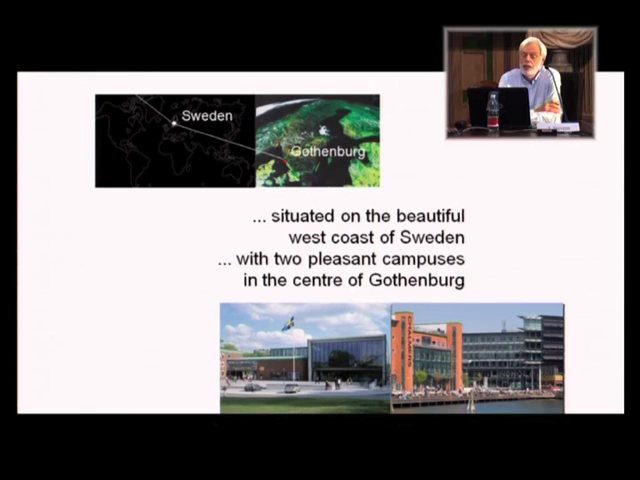 Sweden
Gothenburg
... situated on the beautiful
west coast of Sweden
... with two pleasant campuses
in the centre of Gothenburg
CHALMERS